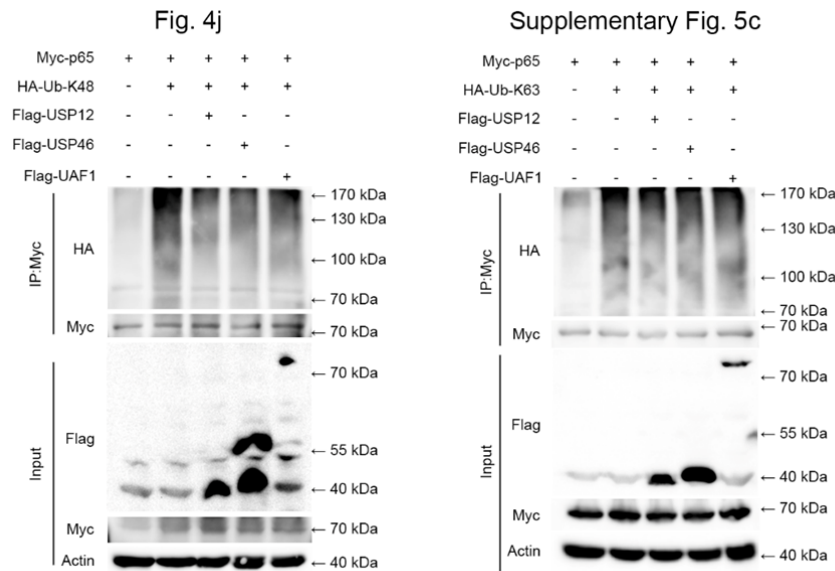 Fig. 4j
Myc-p65 + + + + +
HA-Ub-K48 - + + + +
Flag-USP12 - - + - -
Flag-USP46 - - - + -
Flag-UAF1 - - - - +
IP:Myc
HA
← 170 kDa
← 130 kDa
← 100 kDa
← 70 kDa
Myc
← 70 kDa
Input
Flag
← 70 kDa
← 55 kDa
← 40 kDa
Myc
← 70 kDa
Actin
← 40 kDa
Supplementary Fig. 5c
Myc-p65 + + + + +
HA-Ub-K63 - + + + +
Flag-USP12 - - + - -
Flag-USP46 - - - + -
Flag-UAF1 - - - - +
IP:Myc
HA
← 170 kDa
← 130 kDa
← 100 kDa
← 70 kDa
Myc
← 70 kDa
Input
Flag
← 70 kDa
← 55 kDa
← 40 kDa
Myc
← 70 kDa
Actin
← 40 kDa